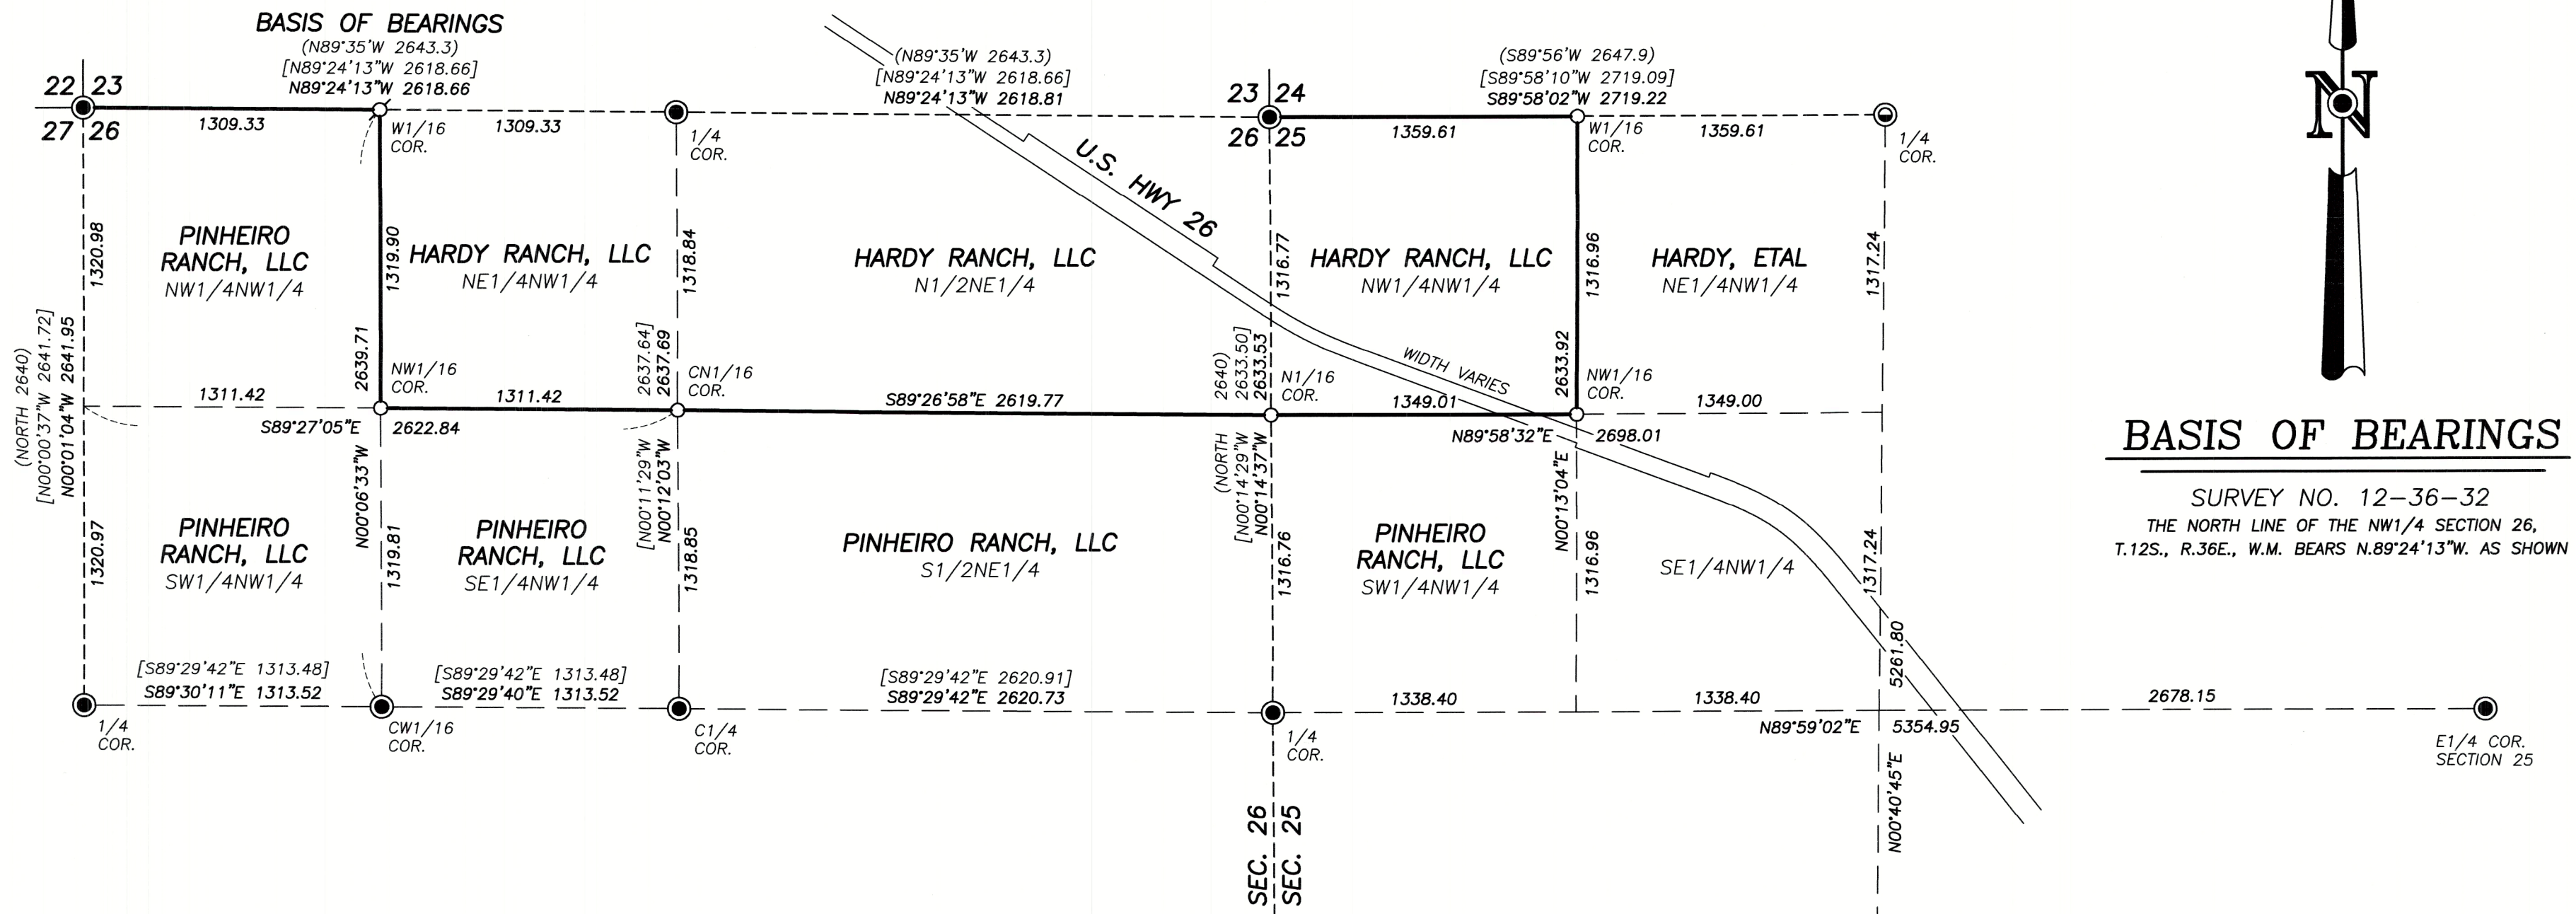 BASIS OF BEARINGS
(N89°35'W 2643.3)
[N89°24'13"W 2618.66]
N89°24'13"W 2618.66
(N89°35'W 2643.3)
[N89°24'13"W 2618.66]
N89°24'13"W 2618.81
(S89°56'W 2647.9)
[S89°58'10"W 2719.09]
S89°58'02"W 2719.22
22 23
27 26
1309.33
W1/16
COR.
1309.33
1/4
COR.
23 24
26 25
1359.61
W1/16
COR.
1359.61
1/4
COR.
N
U.S. HWY 26
1320.98
PINHEIRO
RANCH, LLC
NW1/4NW1/4
1319.90
HARDY RANCH, LLC
NE1/4NW1/4
1318.84
HARDY RANCH, LLC
N1/2NE1/4
1316.77
HARDY RANCH, LLC
NW1/4NW1/4
1316.96
HARDY, ETAL
NE1/4NW1/4
1317.24
(NORTH 2640)
[N00°00'37"W 2641.72]
N00°01'04"W 2641.95
2639.71
NW1/16
COR.
2637.64]
2637.69
CN1/16
COR.
2640)
2633.50]
2633.53
N1/16
COR.
WIDTH VARIES
2633.92
NW1/16
COR.
1311.42
1311.42
S89°26'58"E 2619.77
1349.01
1349.00
S89°27'05"E 2622.84
N89°58'32"E 2698.01
N00°06'33"W
[N00°11'29"W
N00°12'03"W
(NORTH
[N00°14'29"W
N00°14'37"W
N00°13'04"E
1320.97
PINHEIRO
RANCH, LLC
SW1/4NW1/4
1319.81
PINHEIRO
RANCH, LLC
SE1/4NW1/4
1318.85
PINHEIRO RANCH, LLC
S1/2NE1/4
1316.76
PINHEIRO
RANCH, LLC
SW1/4NW1/4
1316.96
SE1/4NW1/4
1317.24
BASIS OF BEARINGS
SURVEY NO. 12-36-32
THE NORTH LINE OF THE NW1/4 SECTION 26,
T.12S., R.36E., W.M. BEARS N.89°24'13"W. AS SHOWN
[S89°29'42"E 1313.48]
S89°30'11"E 1313.52
[S89°29'42"E 1313.48]
S89°29'40"E 1313.52
[S89°29'42"E 2620.91]
S89°29'42"E 2620.73
1338.40
1338.40
5261.80
2678.15
1/4
COR.
CW1/16
COR.
C1/4
COR.
1/4
COR.
N89°59'02"E 5354.95
E1/4 COR.
SECTION 25
N00°40'45"E
SEC. 26
SEC. 25